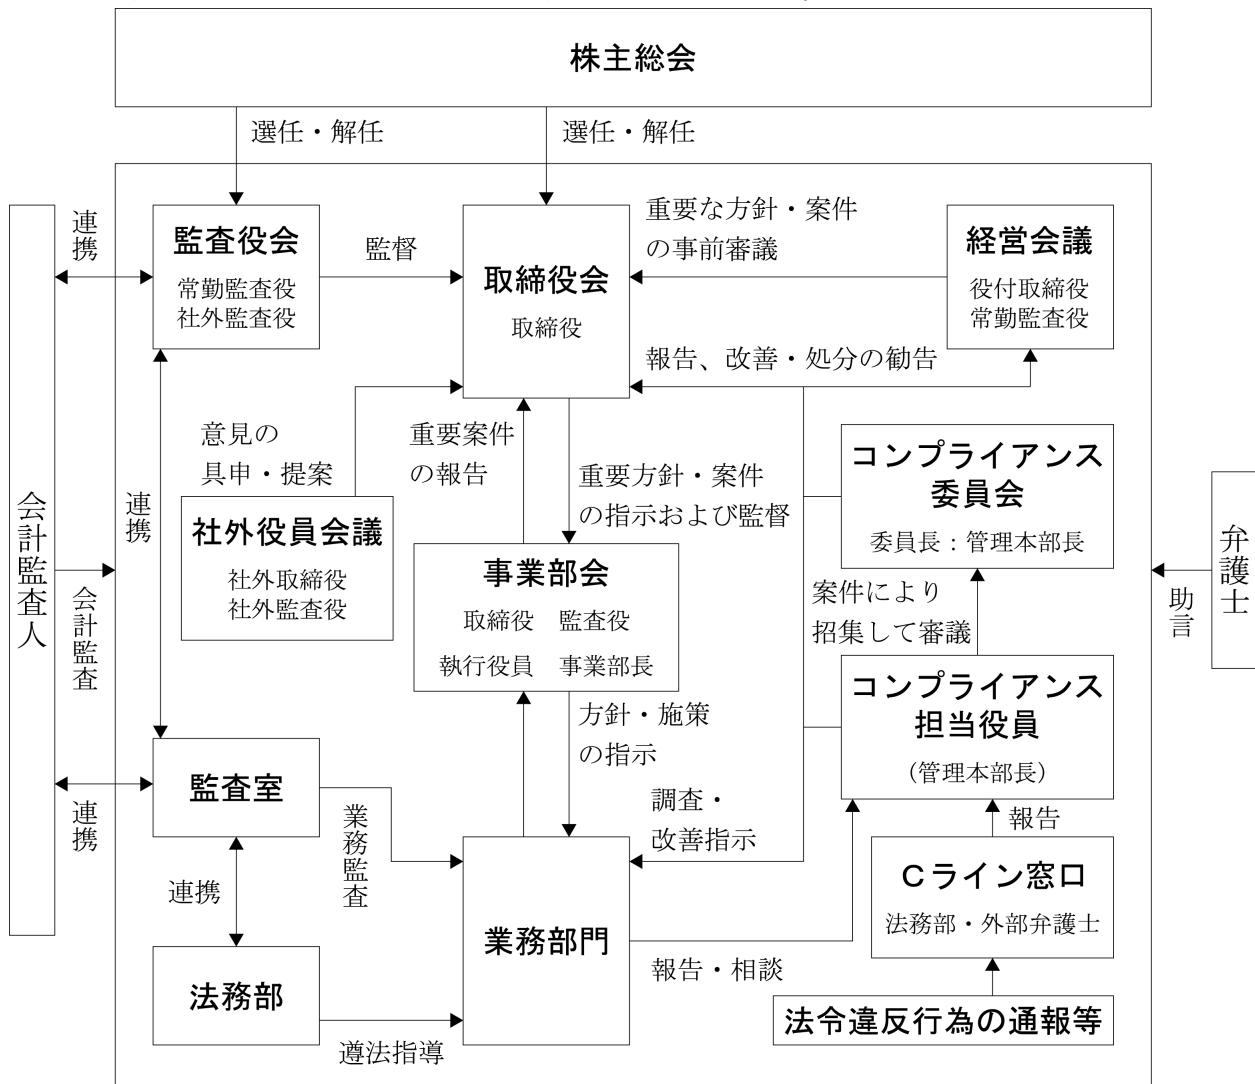 株主総会
選任・解任
選任・解任
連携
監査役会
常勤監査役
社外監査役
監督
取締役会
取締役
重要な方針・案件
の事前審議
経営会議
役付取締役
常勤監査役
報告、改善・処分の勧告
意見の
具申・提案
重要案件
の報告
重要方針・案件
の指示および監督
コンプライアンス
委員会
委員長：管理本部長
会計監査人
会計監査
連携
社外役員会議
社外取締役
社外監査役
事業部会
取締役 監査役
執行役員 事業部長
案件により
招集して審議
弁護士
助言
コンプライアンス
担当役員
（管理本部長）
方針・施策
の指示
監査室
連携
業務監査
調査・
改善指示
報告
Ｃライン窓口
法務部・外部弁護士
連携
業務部門
報告・相談
法務部
遵法指導
法令違反行為の通報等